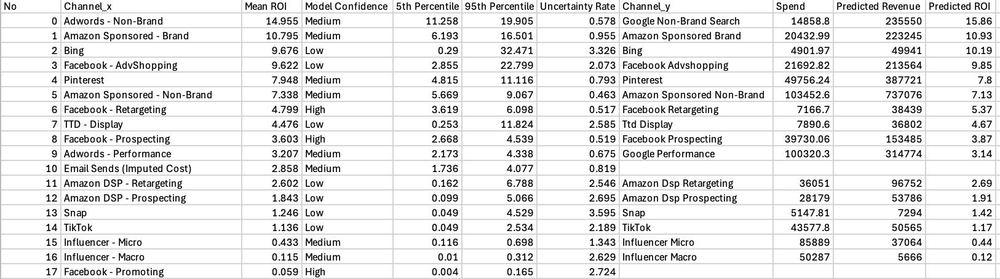 No Channel_x Mean ROI Model Confidence 5th Percentile 95th Percentile Uncertainty Rate Channel_y Spend Predicted Revenue Predicted ROI
0 Adwords - Non-Brand 14.955 Medium 11.258 19.905 0.578 Google Non-Brand Search 14858.8 235550 15.86
1 Amazon Sponsored - Brand 10.795 Medium 6.193 16.501 0.955 Amazon Sponsored Brand 20432.99 223245 10.93
2 Bing 9.676 Low 0.29 32.471 3.326 Bing 4901.97 49941 10.19
3 Facebook - AdvShopping 9.622 Low 2.855 22.799 2.073 Facebook Advshopping 21692.82 213564 9.85
4 Pinterest 7.948 Medium 4.815 11.116 0.793 Pinterest 49756.24 387721 7.8
5 Amazon Sponsored - Non-Brand 7.338 Medium 5.669 9.067 0.463 Amazon Sponsored Non-Brand 103452.6 737076 7.13
6 Facebook - Retargeting 4.799 High 3.619 6.098 0.517 Facebook Retargeting 7166.7 38439 5.37
7 TTD - Display 4.476 Low 0.253 11.824 2.585 Ttd Display 7890.6 36802 4.67
8 Facebook - Prospecting 3.603 High 2.668 4.539 0.519 Facebook Prospecting 39730.06 153485 3.87
9 Adwords - Performance 3.207 Medium 2.173 4.338 0.675 Google Performance 100320.3 314774 3.14
10 Email Sends (Imputed Cost) 2.858 Medium 1.736 4.077 0.819
11 Amazon DSP - Retargeting 2.602 Low 0.162 6.788 2.546 Amazon Dsp Retargeting 36051 96752 2.69
12 Amazon DSP - Prospecting 1.843 Low 0.099 5.066 2.695 Amazon Dsp Prospecting 28179 53786 1.91
13 Snap 1.246 Low 0.049 4.529 3.595 Snap 5147.81 7294 1.42
14 TikTok 1.136 Low 0.049 2.534 2.189 TikTok 43577.8 50565 1.17
15 Influencer - Micro 0.433 Medium 0.116 0.698 1.343 Influencer Micro 85889 37064 0.44
16 Influencer - Macro 0.115 Medium 0.01 0.312 2.629 Influencer Macro 50287 5666 0.12
17 Facebook - Promoting 0.059 High 0.004 0.165 2.724